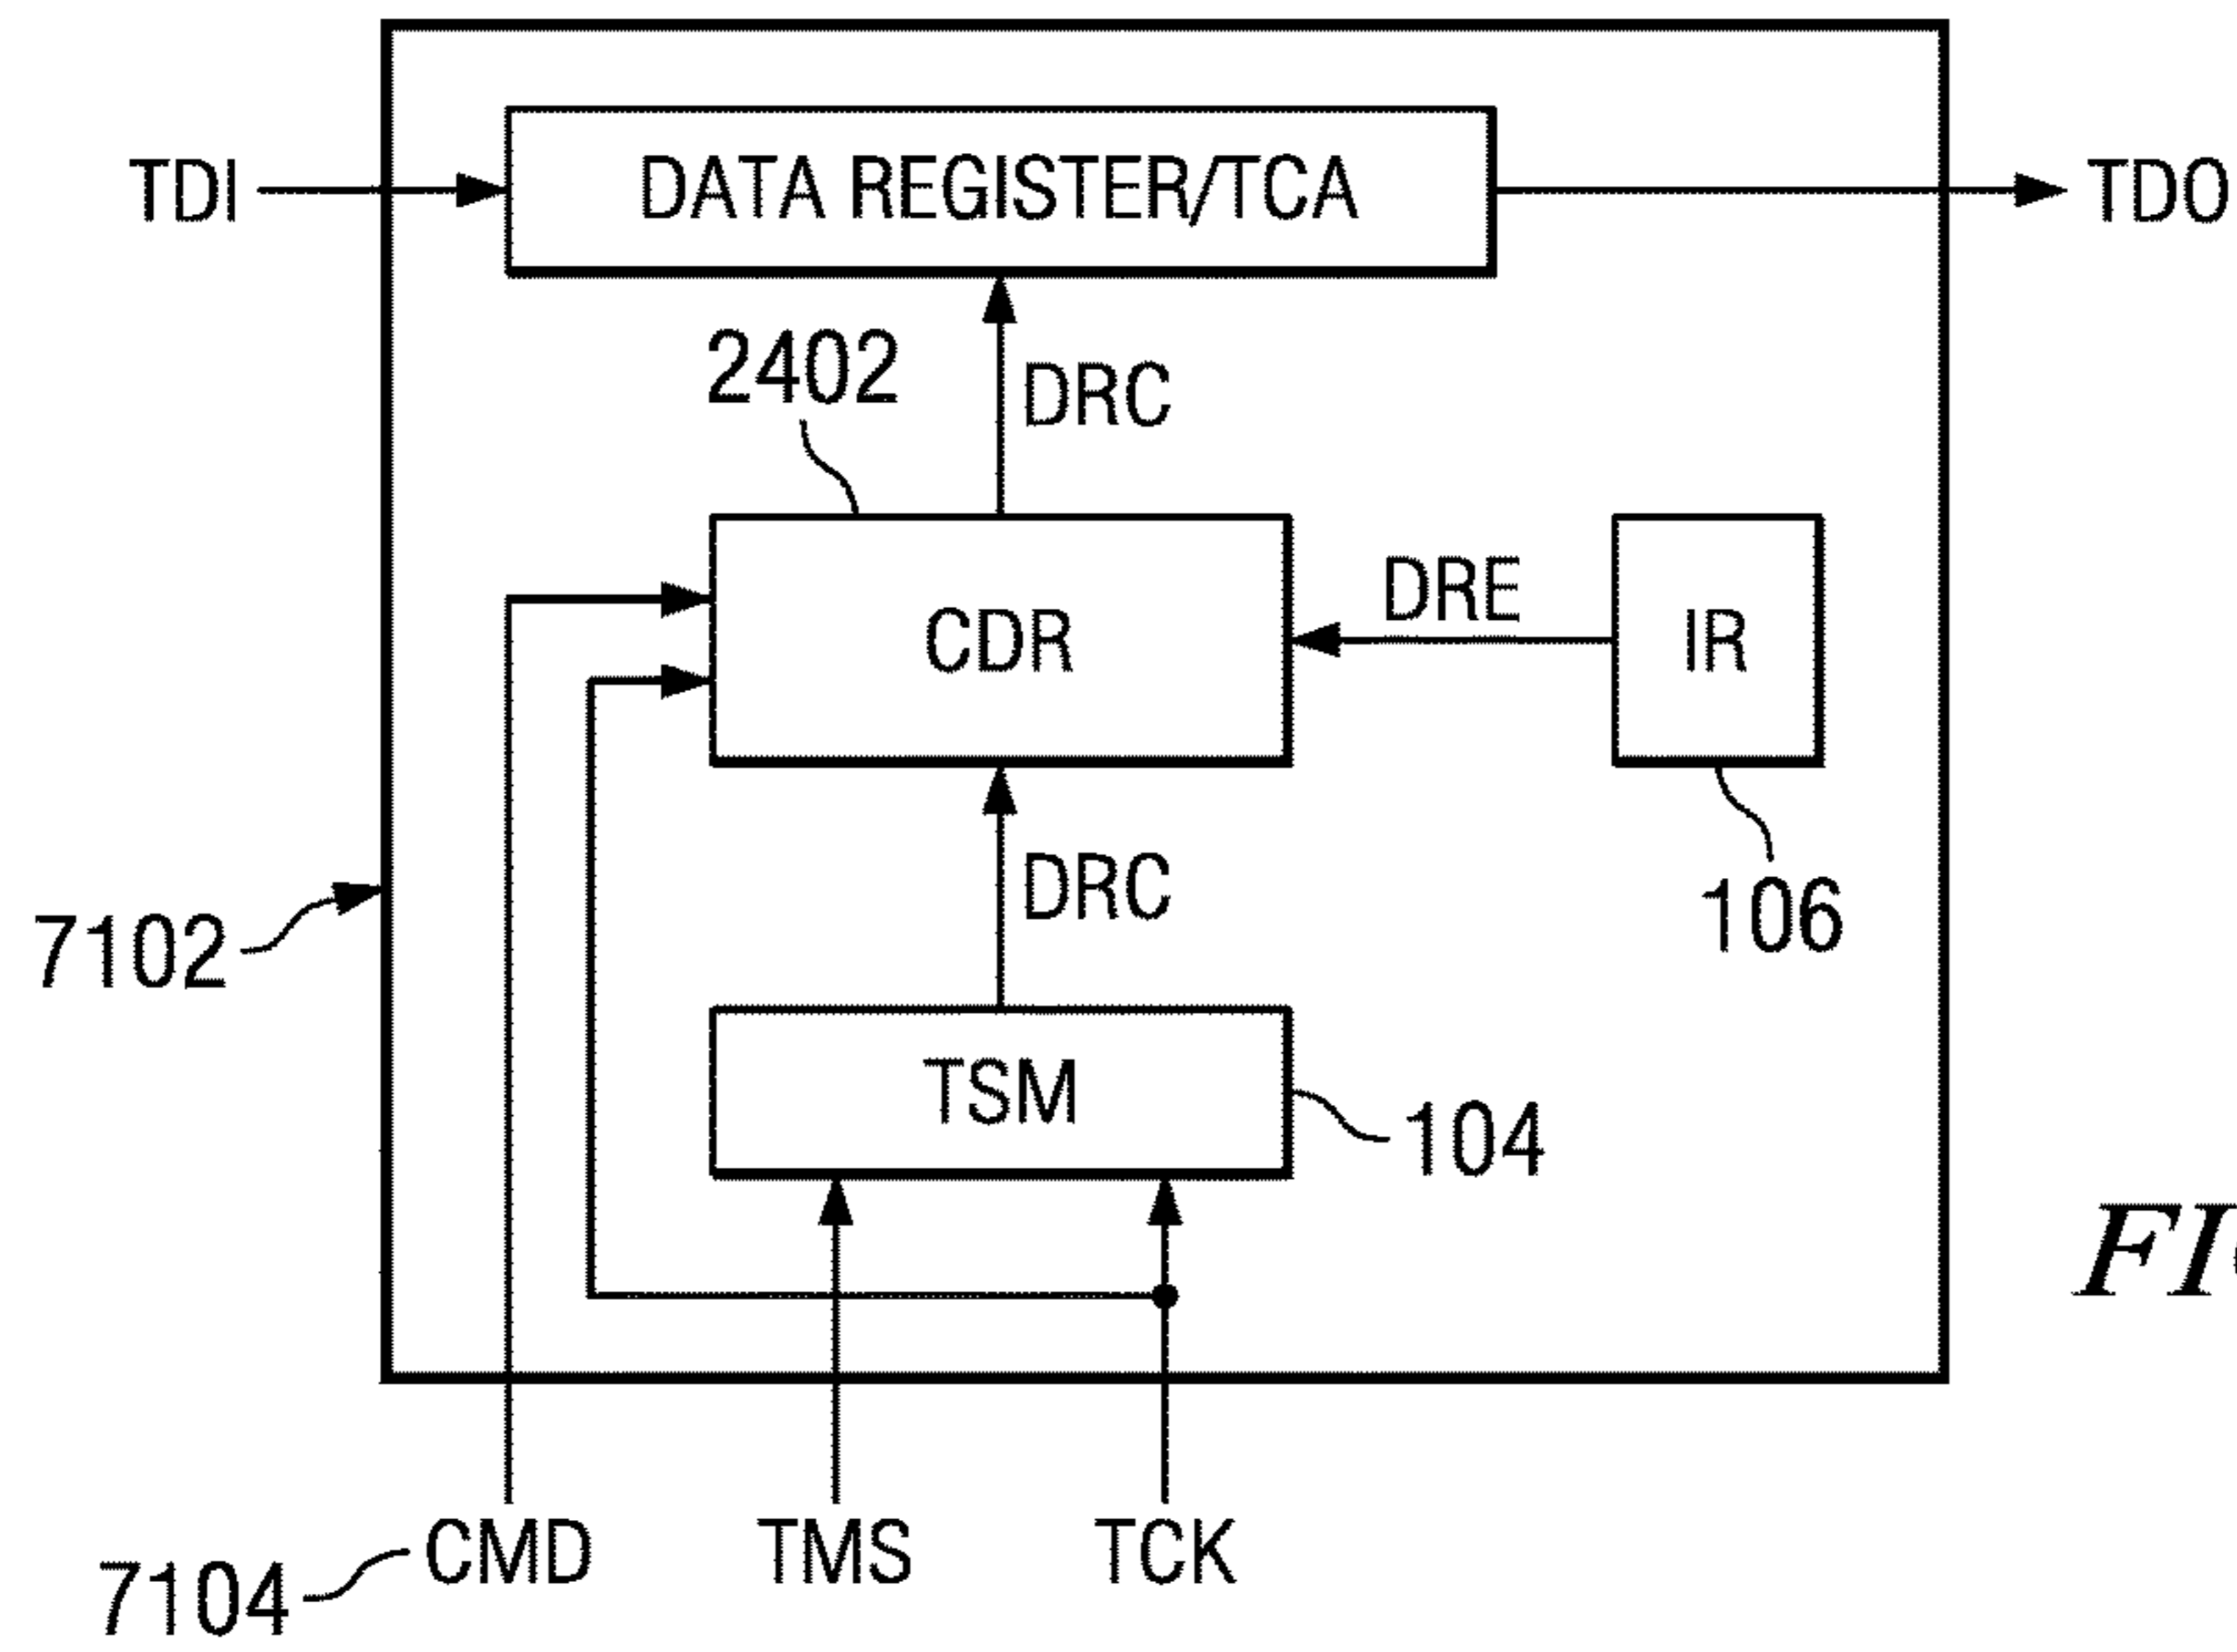 TDI
DATA REGISTER/TCA
TDO
2402
DRC
DRE
CDR
IR
DRC
106
7102
TSM
104
CMD
TMS
TCK
7104